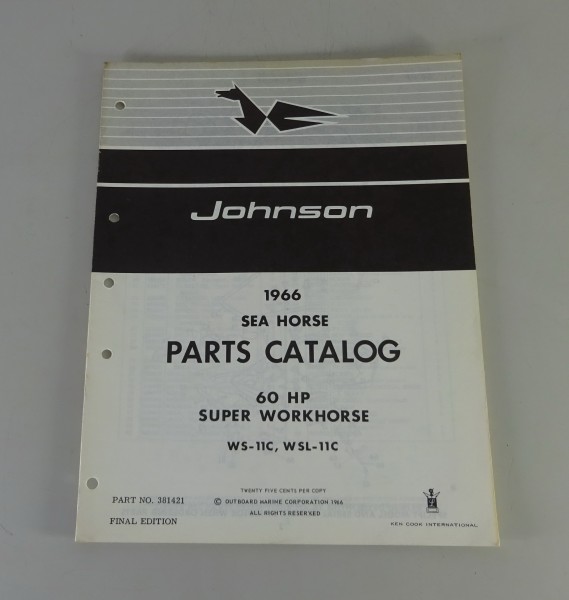 Johnson
1966
SEA HORSE
PARTS CATALOG
60 HP
SUPER WORKHORSE
WS-11C, WSL-11C
TWENTY FIVE CENTS PER COPY
© OUTBOARD MARINE CORPORATION 1966
ALL RIGHTS RESERVED
PART NO. 381421
FINAL EDITION
KEN COOK INTERNATIONAL